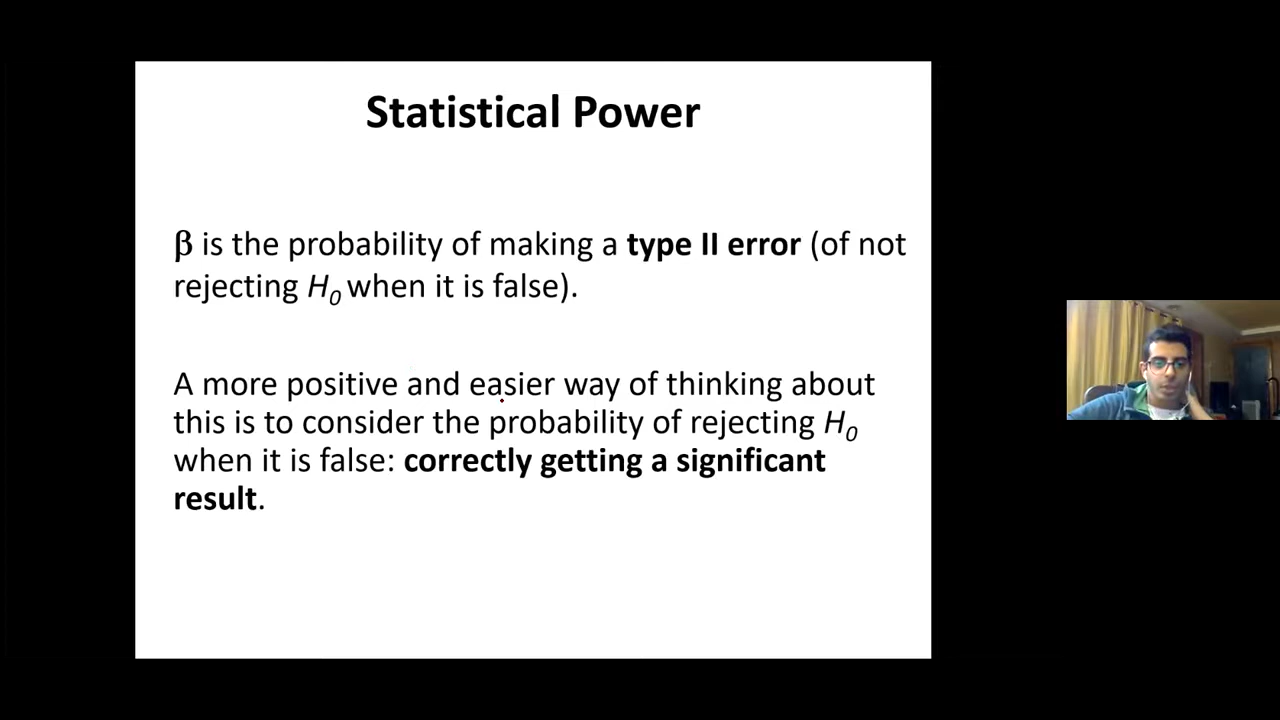 Statistical Power
β is the probability of making a type II error (of not
rejecting H0 when it is false).
A more positive and easier way of thinking about
this is to consider the probability of rejecting H0
when it is false: correctly getting a significant
result.